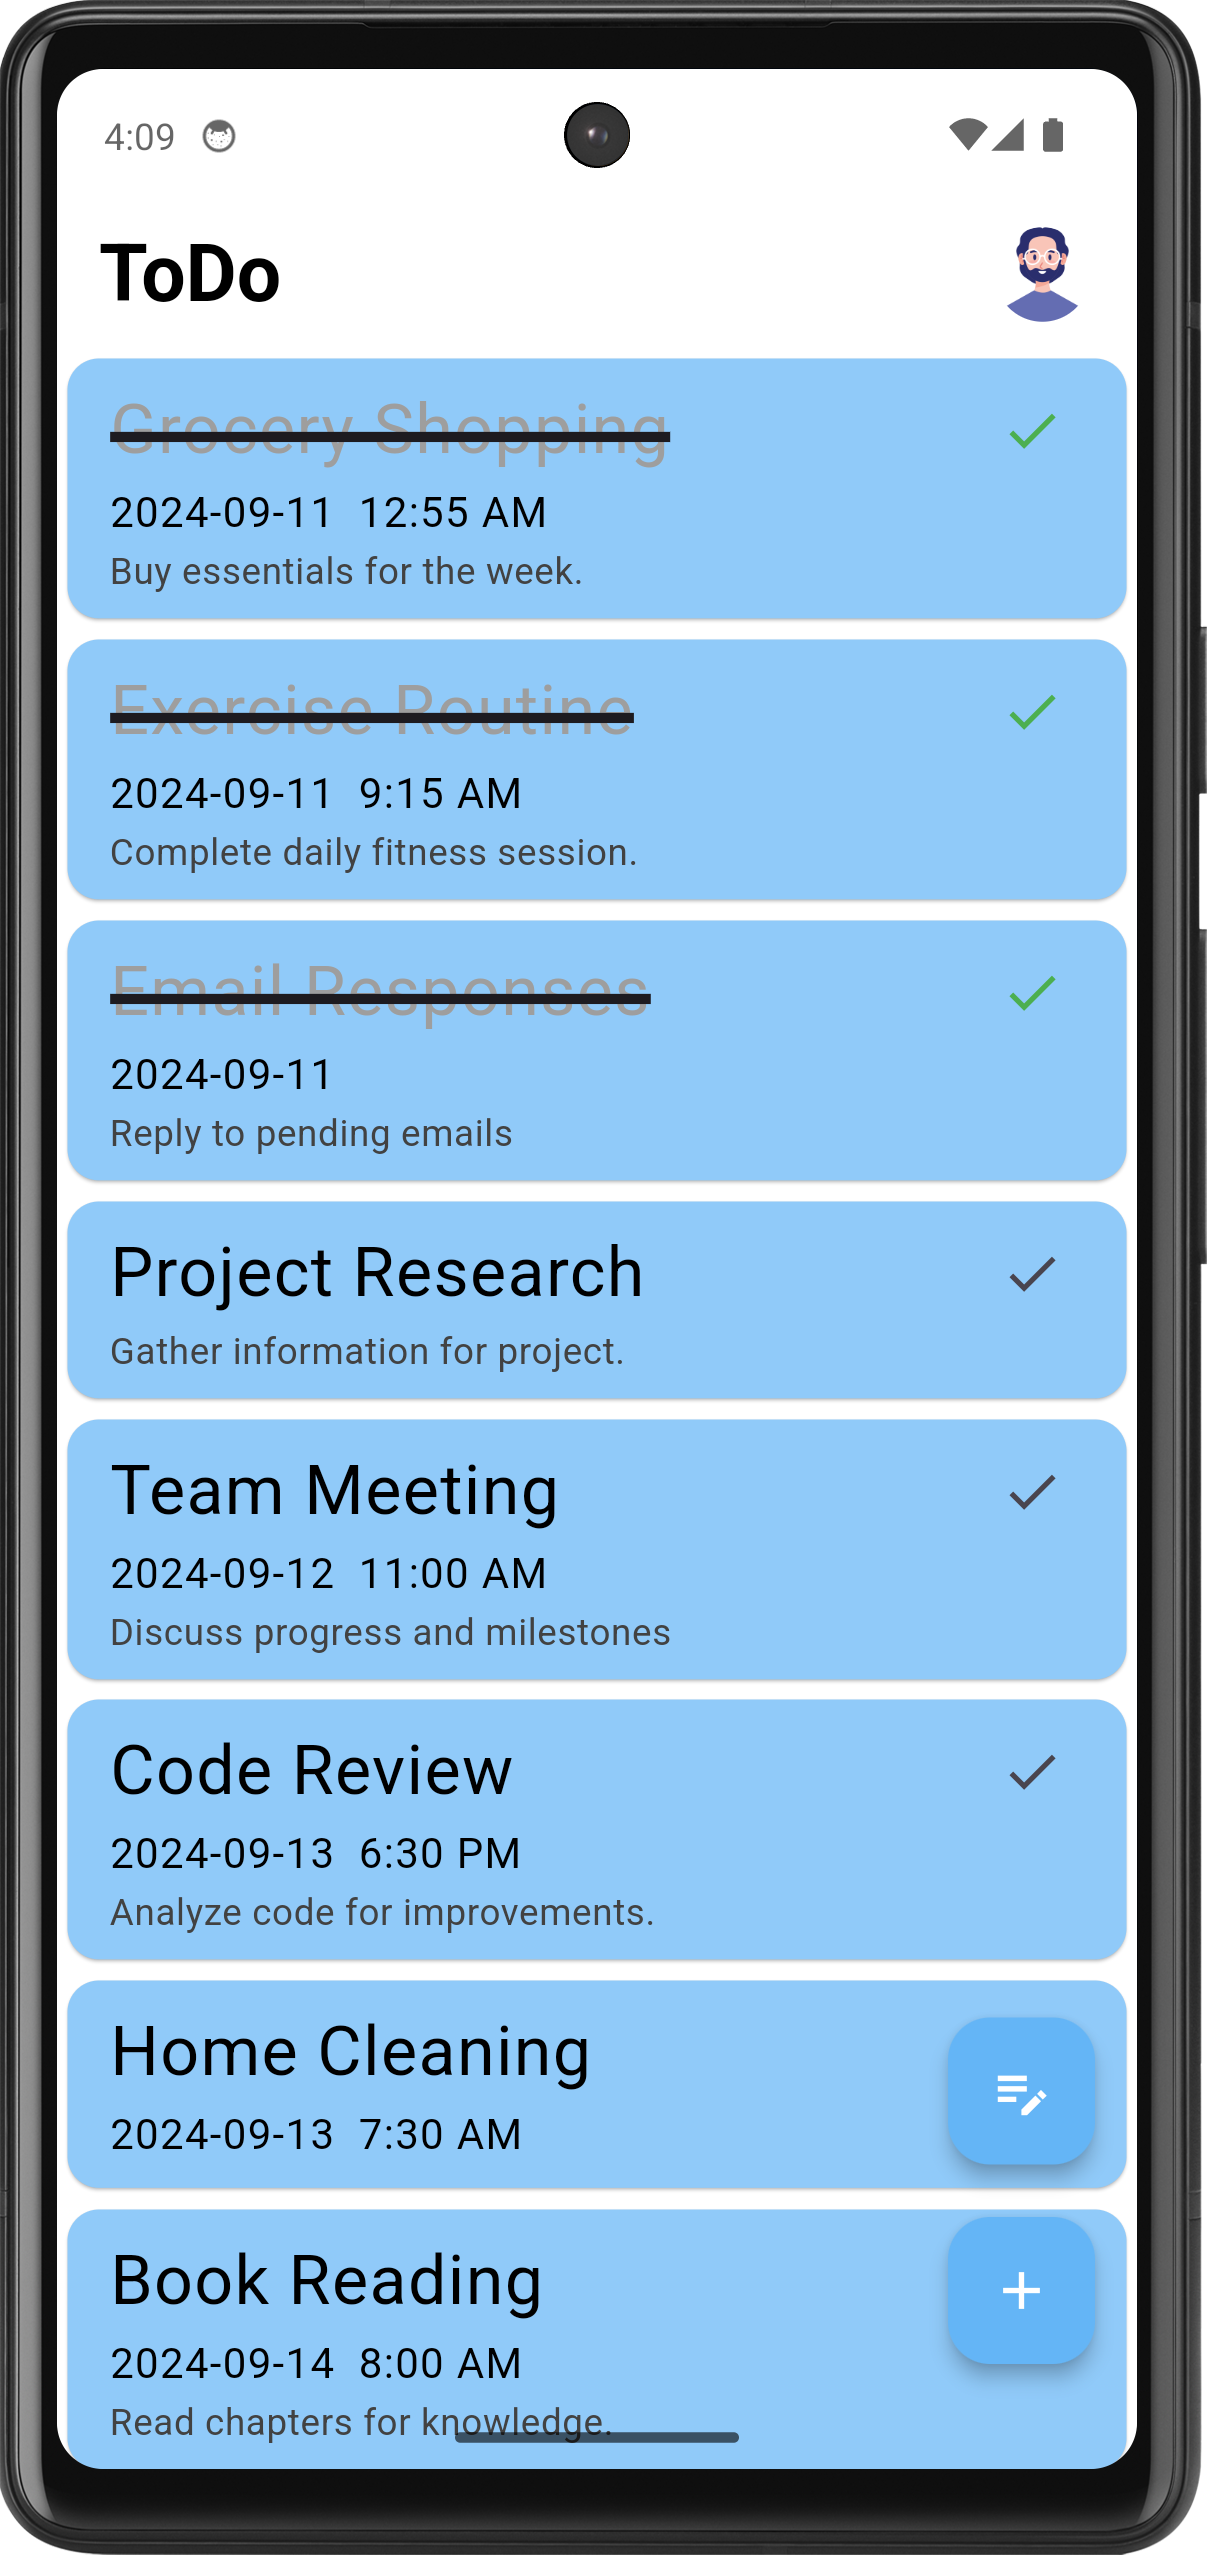 4:09
ToDo
Grocery Shopping
2024-09-11 12:55 AM
Buy essentials for the week.
Exercise Routine
2024-09-11 9:15 AM
Complete daily fitness session.
Email Responses
2024-09-11
Reply to pending emails
Project Research
Gather information for project.
Team Meeting
2024-09-12 11:00 AM
Discuss progress and milestones
Code Review
2024-09-13 6:30 PM
Analyze code for improvements.
Home Cleaning
2024-09-13 7:30 AM
Book Reading
2024-09-14 8:00 AM
Read chapters for knowledge.